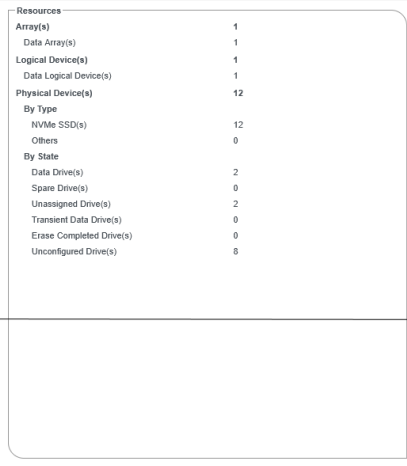 Resources
Array(s) 1
Data Array(s) 1
Logical Device(s) 1
Data Logical Device(s) 1
Physical Device(s) 12
By Type
NVMe SSD(s) 12
Others 0
By State
Data Drive(s) 2
Spare Drive(s) 0
Unassigned Drive(s) 2
Transient Data Drive(s) 0
Erase Completed Drive(s) 0
Unconfigured Drive(s) 8